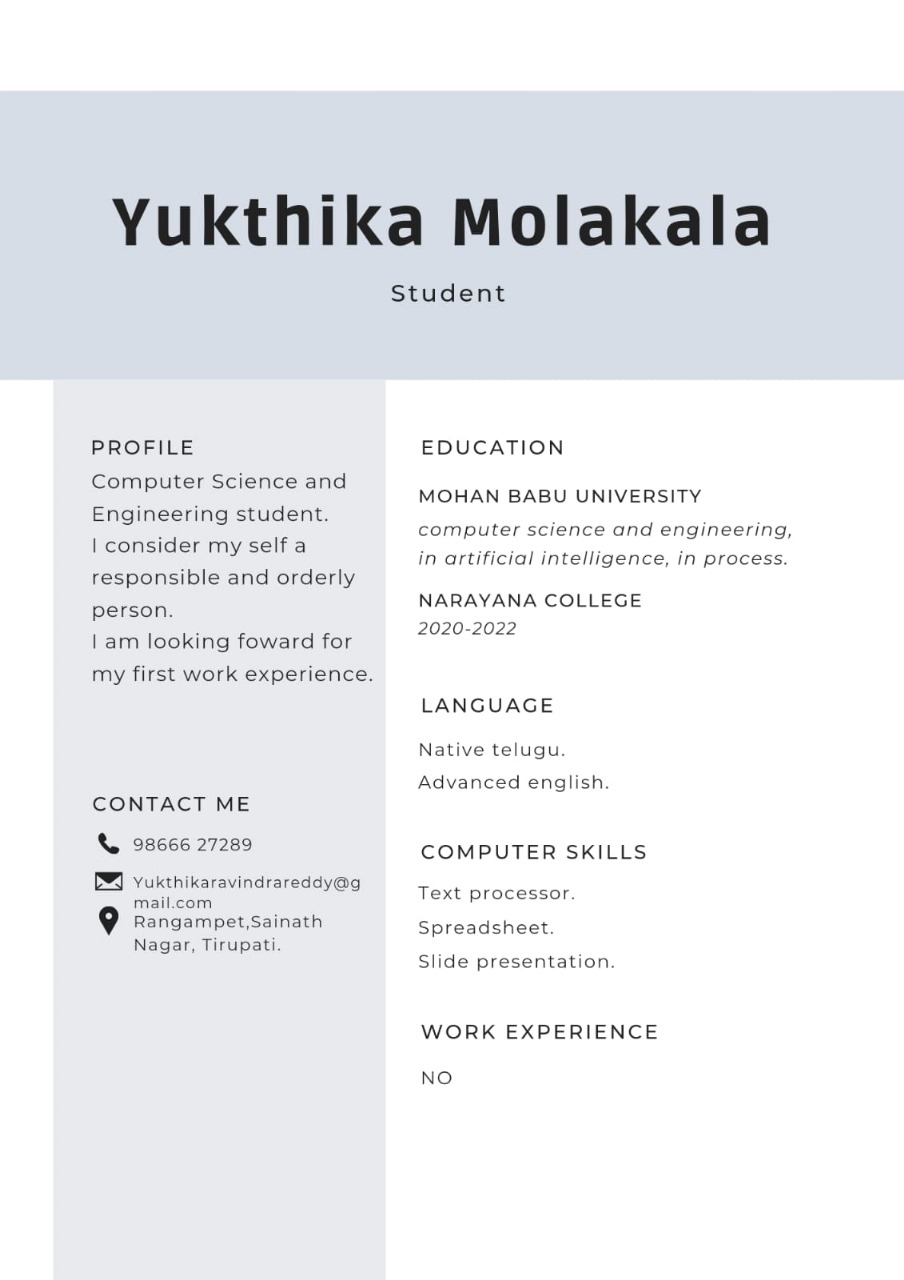 Yukthika Molakala
Student
PROFILE
Computer Science and
Engineering student.
I consider my self a
responsible and orderly
person.
I am looking foward for
my first work experience.
CONTACT ME
98666 27289
Yukthikaravindrareddy@g
mail.com
Rangampet,Sainath
Nagar, Tirupati.
EDUCATION
MOHAN BABU UNIVERSITY
computer science and engineering,
in artificial intelligence, in process.
NARAYANA COLLEGE
2020-2022
LANGUAGE
Native telugu.
Advanced english.
COMPUTER SKILLS
Text processor.
Spreadsheet.
Slide presentation.
WORK EXPERIENCE
NO